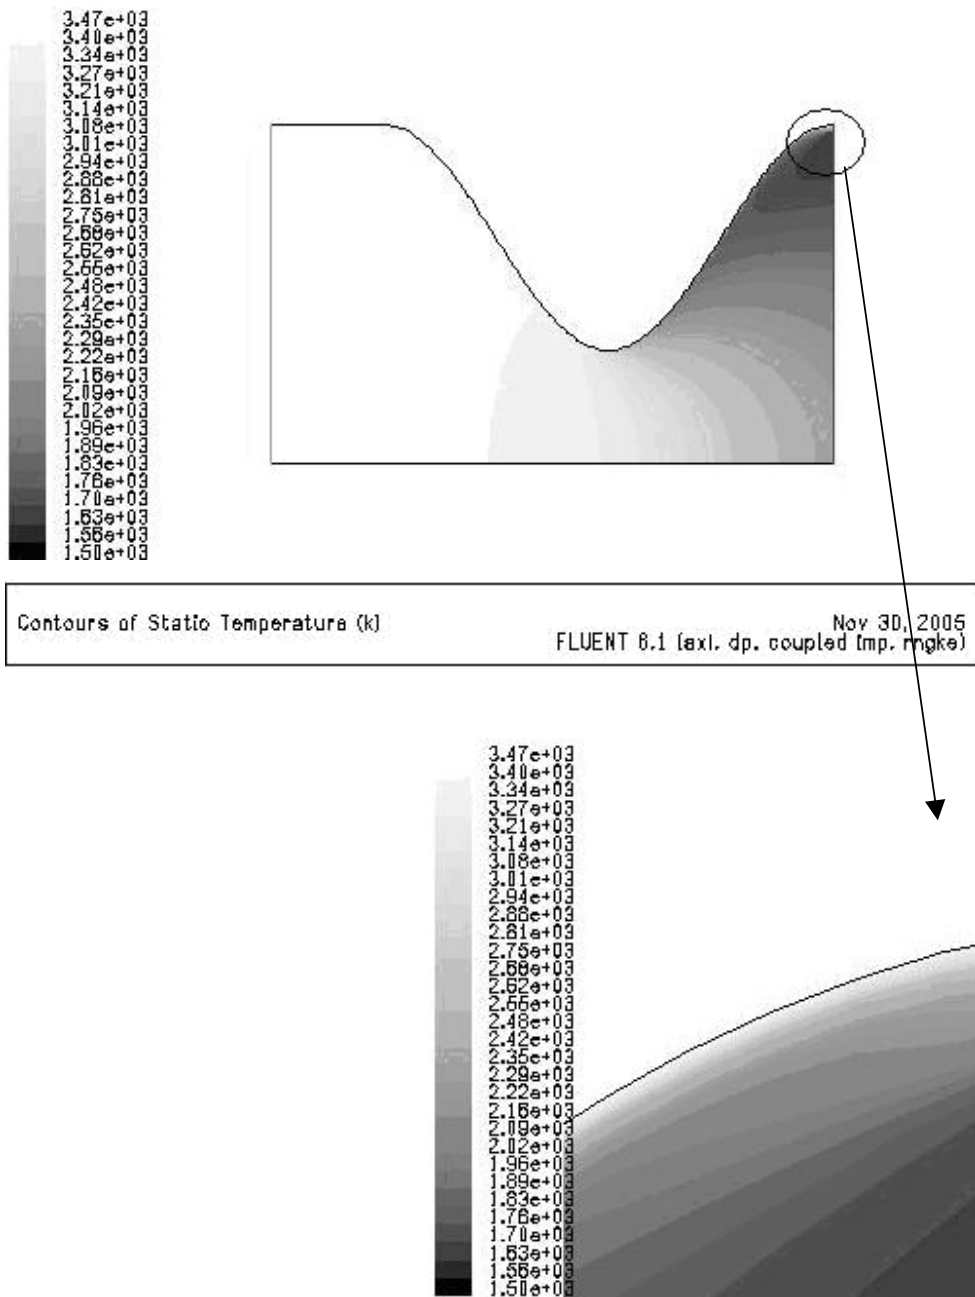 3.47e+03
3.40e+03
3.34e+03
3.27e+03
3.21e+03
3.14e+03
3.08e+03
3.01e+03
2.94e+03
2.88e+03
2.81e+03
2.75e+03
2.68e+03
2.62e+03
2.55e+03
2.48e+03
2.42e+03
2.35e+03
2.29e+03
2.22e+03
2.16e+03
2.09e+03
2.02e+03
1.96e+03
1.89e+03
1.83e+03
1.76e+03
1.70e+03
1.63e+03
1.56e+03
1.50e+03
Contours of Static Temperature (k)
Nov 30, 2005
FLUENT 6.1 (axi, dp, coupled imp, rngke)
3.47e+03
3.40e+03
3.34e+03
3.27e+03
3.21e+03
3.14e+03
3.08e+03
3.01e+03
2.94e+03
2.88e+03
2.81e+03
2.75e+03
2.68e+03
2.62e+03
2.55e+03
2.48e+03
2.42e+03
2.35e+03
2.29e+03
2.22e+03
2.16e+03
2.09e+03
2.02e+03
1.96e+03
1.89e+03
1.83e+03
1.76e+03
1.70e+03
1.63e+03
1.56e+03
1.50e+03